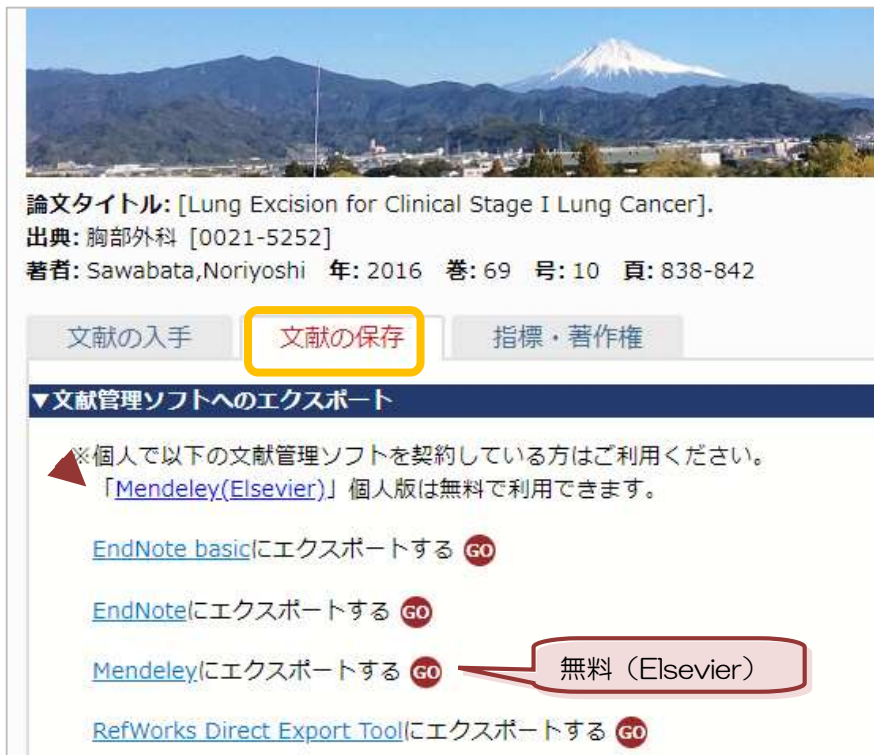 論文タイトル: [Lung Excision for Clinical Stage I Lung Cancer].
出典: 胸部外科 [0021-5252]
著者: Sawabata,Noriyoshi 年: 2016 巻: 69 号: 10 頁: 838-842
文献の入手 文献の保存 指標・著作権
▼文献管理ソフトへのエクスポート
※個人で以下の文献管理ソフトを契約している方はご利用ください。
「Mendeley(Elsevier)」個人版は無料で利用できます。
EndNote basicにエクスポートする GO
EndNoteにエクスポートする GO
Mendeleyにエクスポートする GO 無料（Elsevier）
RefWorks Direct Export Toolにエクスポートする GO